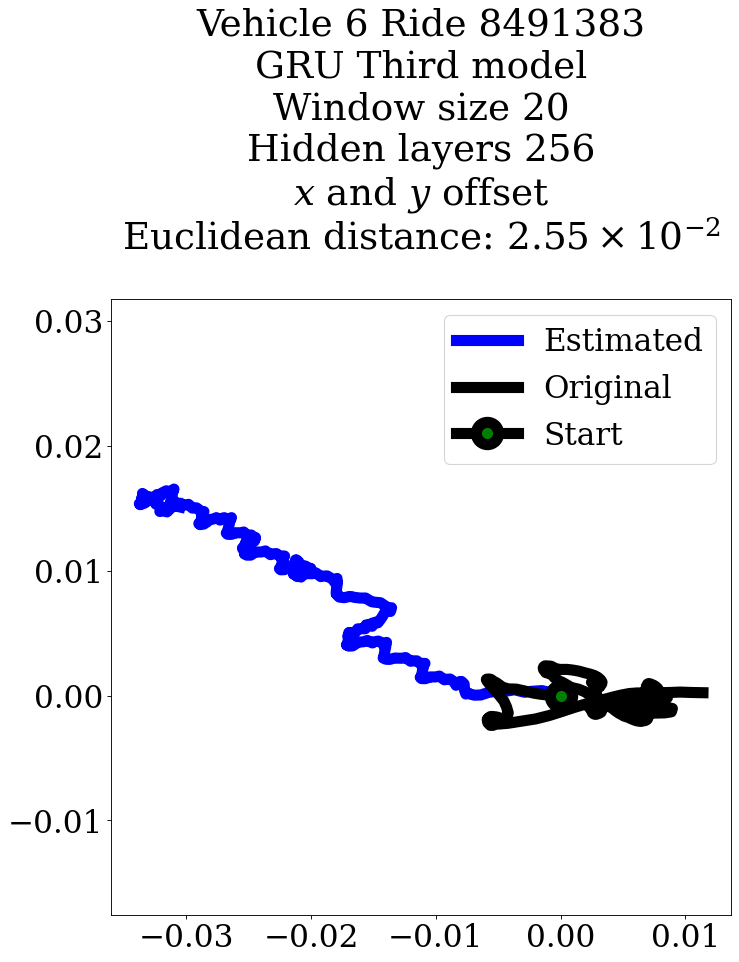 Vehicle 6 Ride 8491383
GRU Third model
Window size 20
Hidden layers 256
x and y offset
Euclidean distance: 2.55 × 10⁻²
0.03
Estimated
Original
Start
0.02
0.01
0.00
−0.01
−0.03 −0.02 −0.01 0.00 0.01